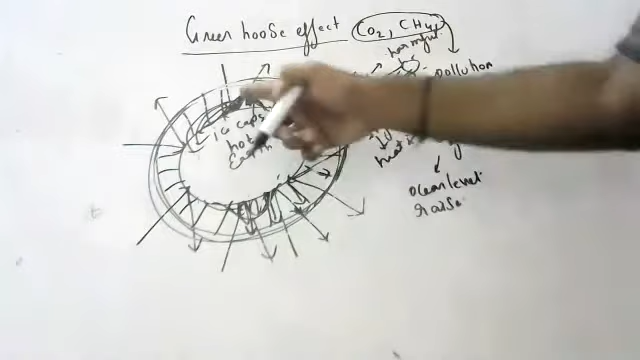 Green hoose effect (CO2, CH4)
harmful
pollution
ice caps
hot
Earth
heat
ocean level
raise